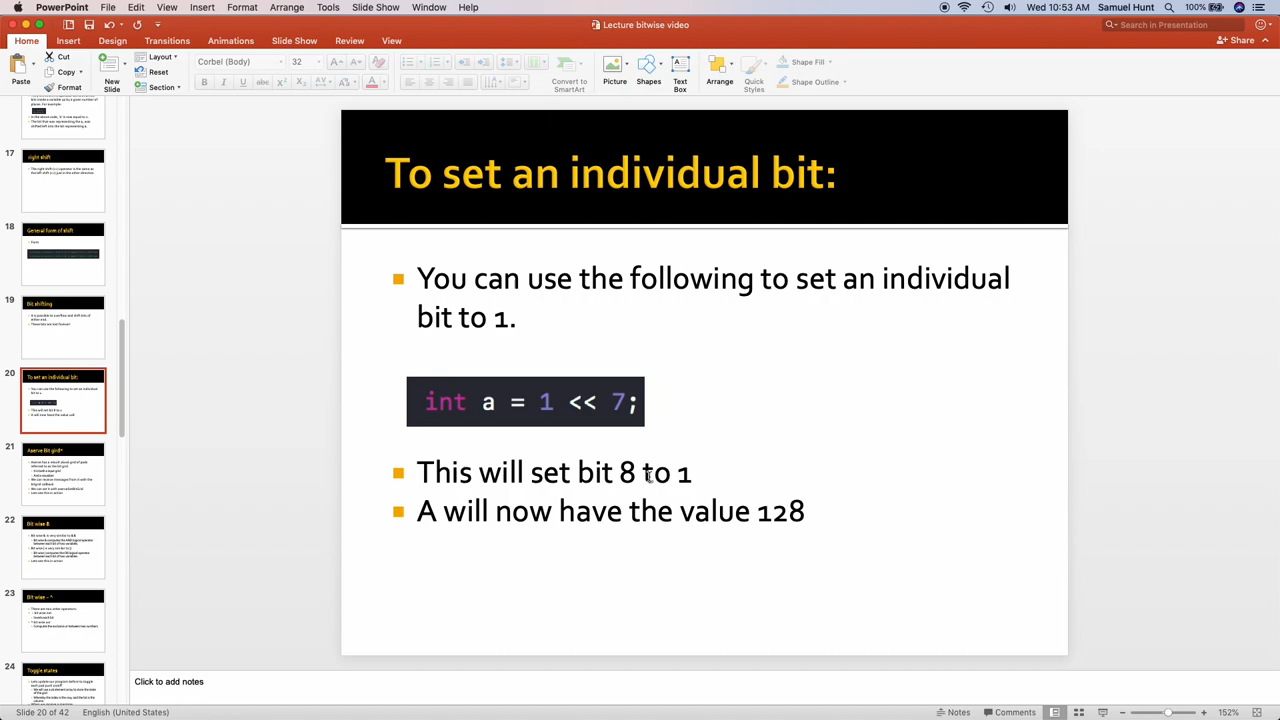 PowerPoint File Edit View Insert Format Arrange Tools Slide Show Window Help Wed 10:53 AM Samuel Hunt 100%
Lecture bitwise video
Search in Presentation
Home Insert Design Transitions Animations Slide Show Review View Share
Paste Cut Copy Format New Slide Layout Reset Section Corbel (Body) 32 Convert to SmartArt Picture Shapes Text Box Arrange Quick Styles Shape Fill Shape Outline
17
right shift
18
General form of shift
19
Bit shifting
20
To set an individual bit:
21
Aserve Bit gird*
22
Bit wise &
23
Bit wise ~ ^
24
Toggle states
To set an individual bit:
You can use the following to set an individual
bit to 1.
int a = 1 << 7;
This will set bit 8 to 1
A will now have the value 128
Click to add notes
Slide 20 of 42 English (United States) Notes Comments 152%